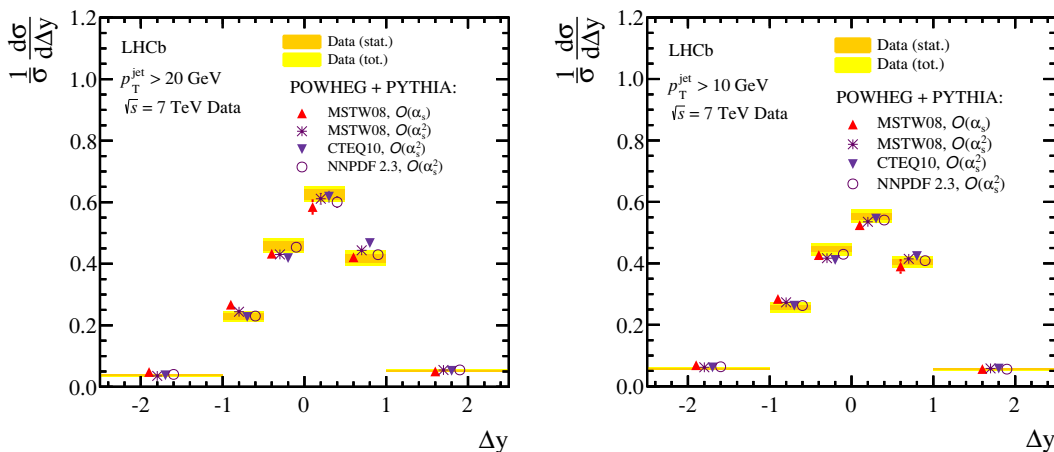 1/σ dσ/dΔy
1.2
1.0
0.8
0.6
0.4
0.2
0.0
LHCb
p_T^jet > 20 GeV
√s = 7 TeV Data
Data (stat.)
Data (tot.)
POWHEG + PYTHIA:
MSTW08, O(α_s)
MSTW08, O(α_s^2)
CTEQ10, O(α_s^2)
NNPDF 2.3, O(α_s^2)
-2 -1 0 1 2
Δy
1/σ dσ/dΔy
1.2
1.0
0.8
0.6
0.4
0.2
0.0
LHCb
p_T^jet > 10 GeV
√s = 7 TeV Data
Data (stat.)
Data (tot.)
POWHEG + PYTHIA:
MSTW08, O(α_s)
MSTW08, O(α_s^2)
CTEQ10, O(α_s^2)
NNPDF 2.3, O(α_s^2)
-2 -1 0 1 2
Δy